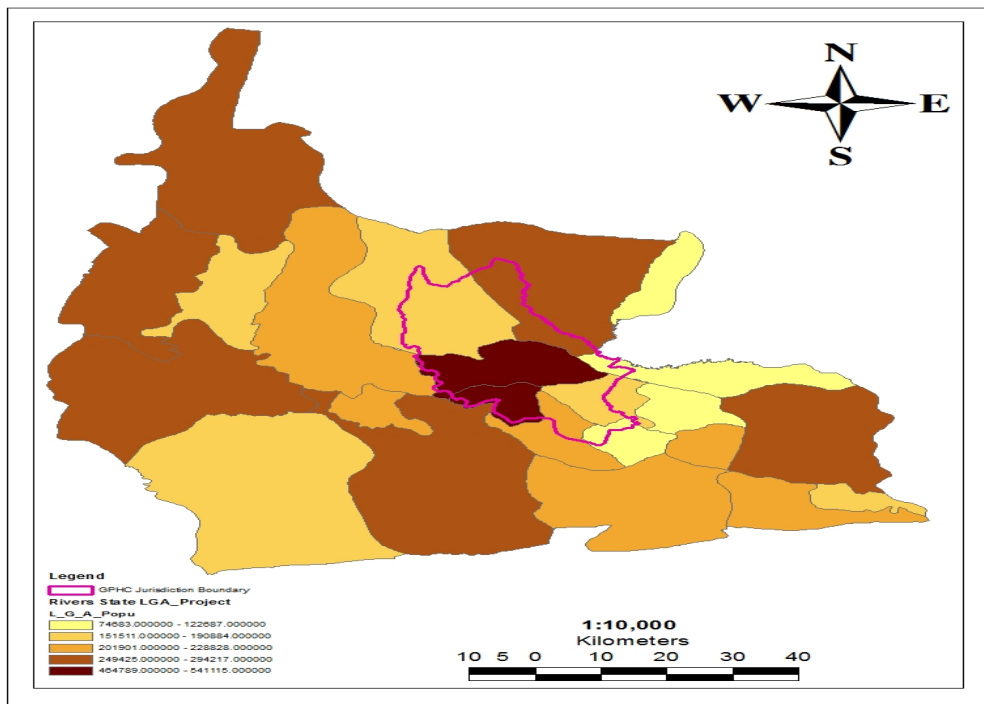 N
W E
S
Legend
GPHC Jurisdiction Boundary
Rivers State LGA_Project
L_G_A_Popu
74683.000000 - 122687.000000
151511.000000 - 190884.000000
201901.000000 - 228828.000000
249425.000000 - 294217.000000
464789.000000 - 541115.000000
1:10,000
Kilometers
10 5 0 10 20 30 40